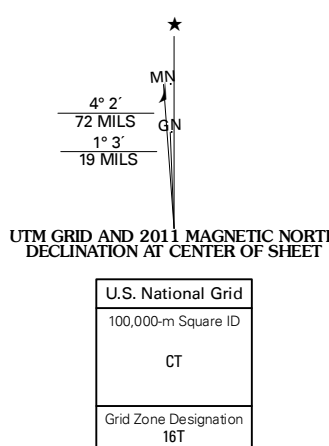 ★
MN
4° 2´
72 MILS
GN
1° 3´
19 MILS
UTM GRID AND 2011 MAGNETIC NORTH
DECLINATION AT CENTER OF SHEET
U.S. National Grid
100,000-m Square ID
CT
Grid Zone Designation
16T